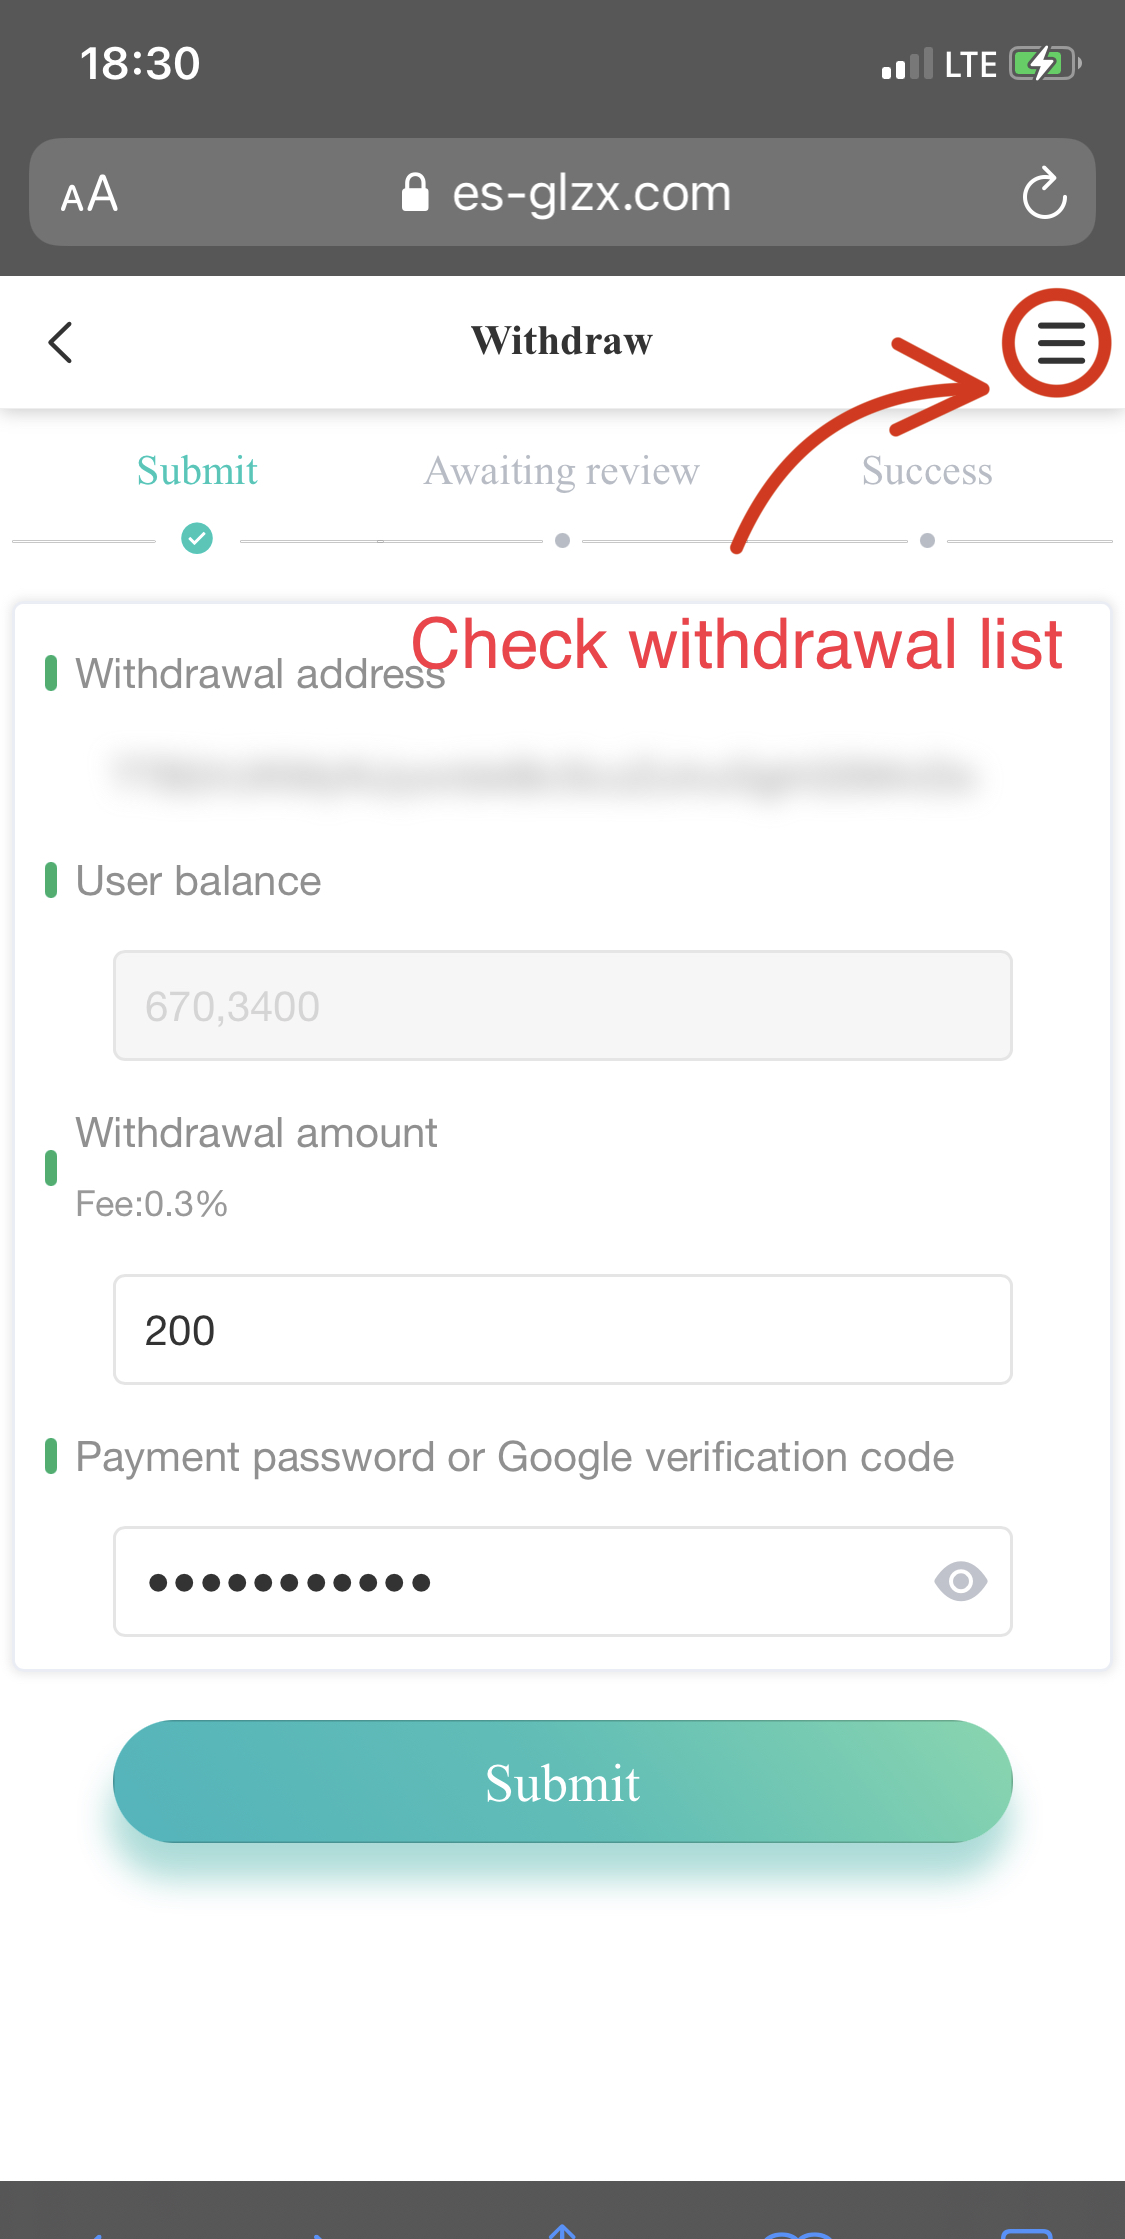 18:30
LTE
AA
es-glzx.com
Withdraw
Submit
Awaiting review
Success
Check withdrawal list
Withdrawal address
User balance
670,3400
Withdrawal amount
Fee:0.3%
200
Payment password or Google verification code
Submit